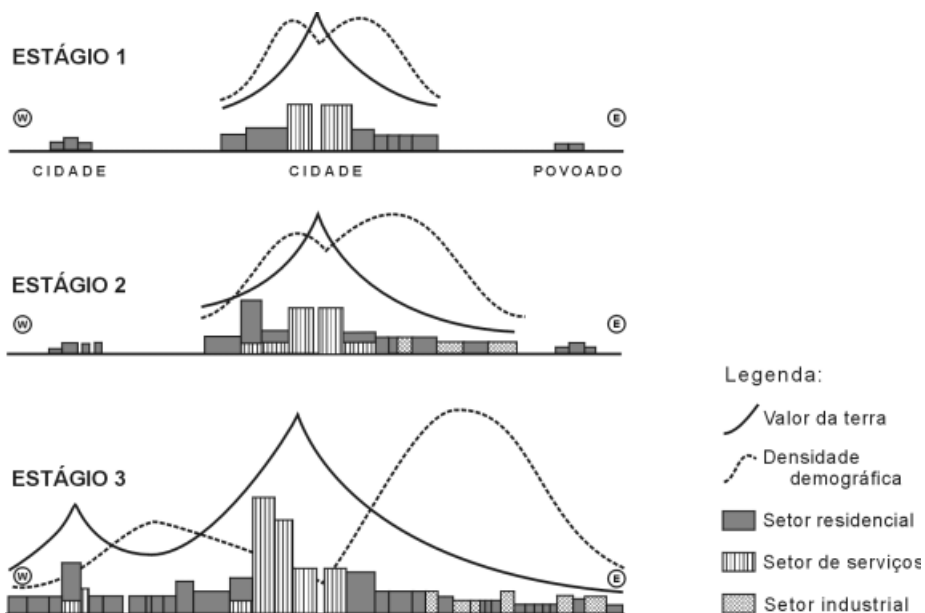 ESTÁGIO 1
W
E
CIDADE
CIDADE
POVOADO
ESTÁGIO 2
W
E
ESTÁGIO 3
W
E
Legenda:
Valor da terra
Densidade
demográfica
Setor residencial
Setor de serviços
Setor industrial